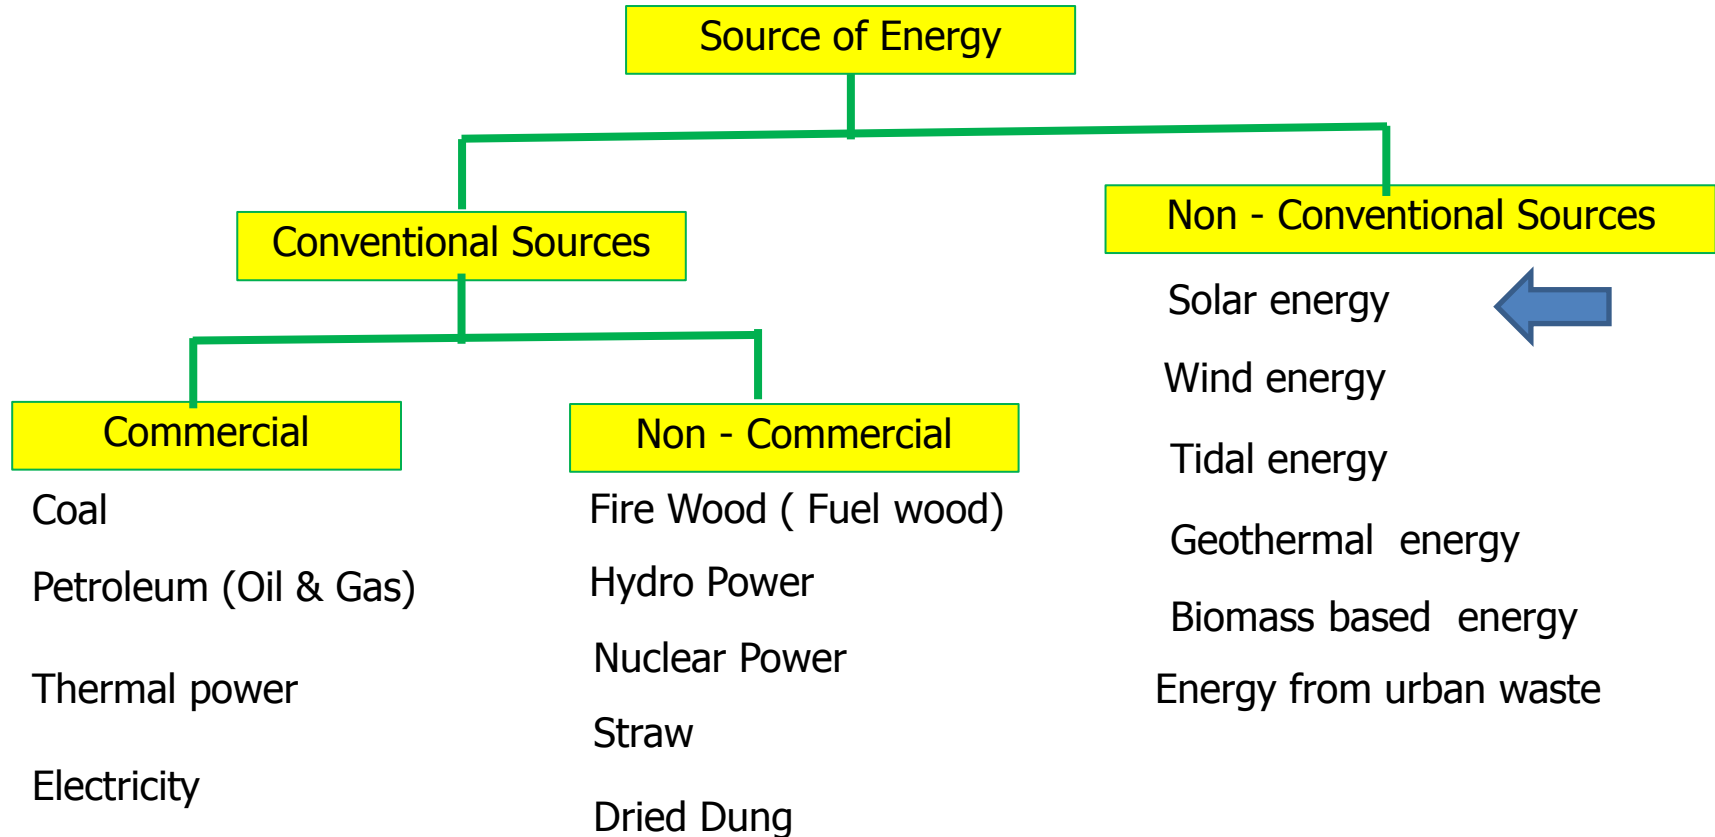 Source of Energy
Conventional Sources
Non - Conventional Sources
Commercial
Coal
Petroleum (Oil & Gas)
Thermal power
Electricity
Non - Commercial
Fire Wood ( Fuel wood)
Hydro Power
Nuclear Power
Straw
Dried Dung
Solar energy
Wind energy
Tidal energy
Geothermal energy
Biomass based energy
Energy from urban waste